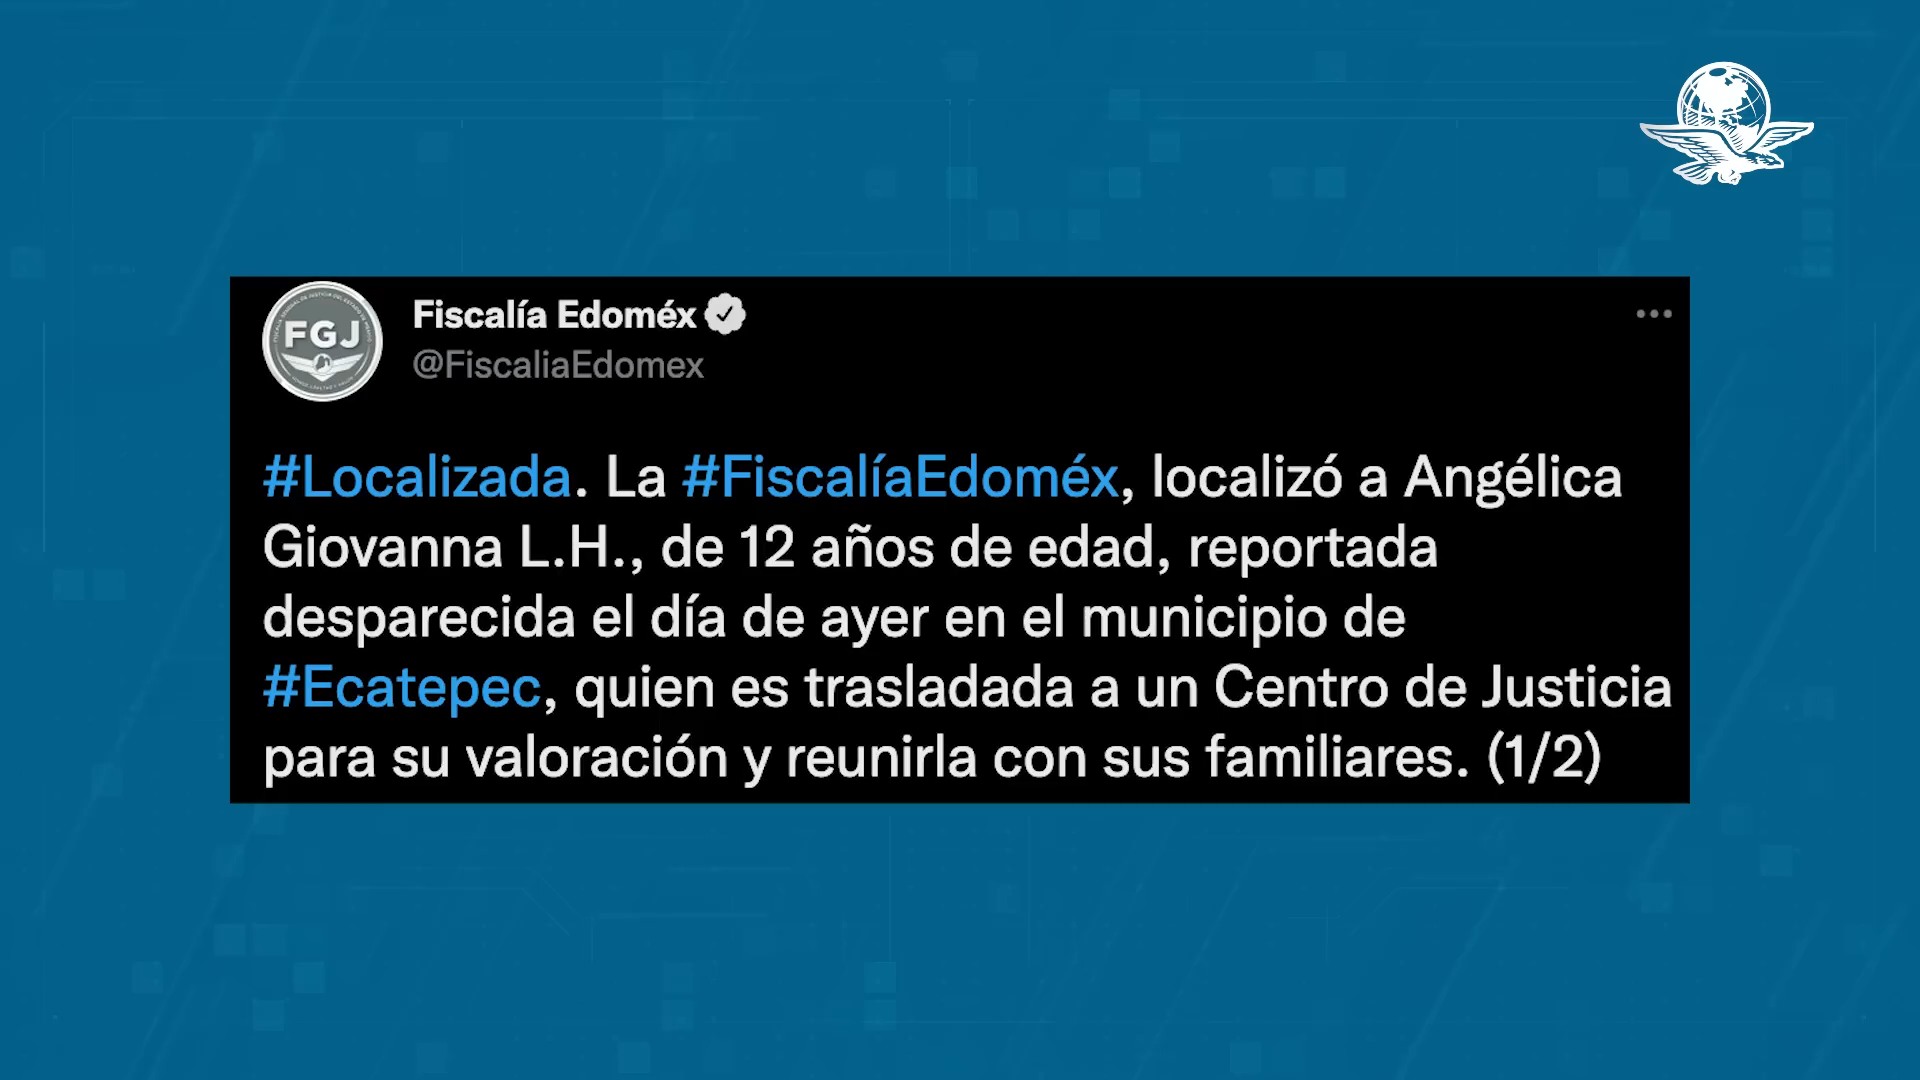 FGJ
Fiscalía Edoméx
@FiscaliaEdomex
#Localizada. La #FiscalíaEdoméx, localizó a Angélica
Giovanna L.H., de 12 años de edad, reportada
desparecida el día de ayer en el municipio de
#Ecatepec, quien es trasladada a un Centro de Justicia
para su valoración y reunirla con sus familiares. (1/2)